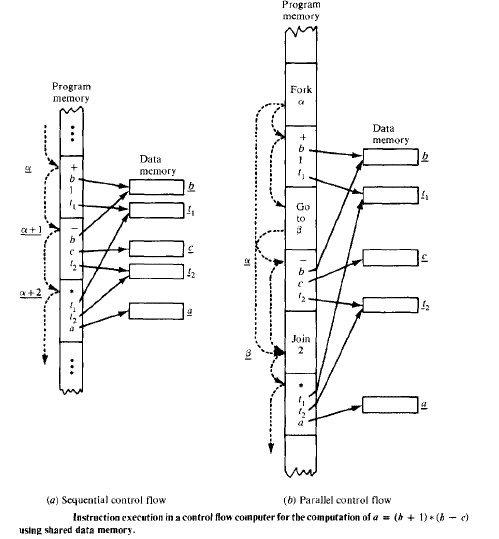 Program
memory
Program
memory
Fork
α
+
b
1
t₁
Go
to
β
−
b
c
t₂
Join
2
*
t₁
t₂
a
Data
memory
b
t₁
c
t₂
a
α
β
+
b
1
t₁
−
b
c
t₂
*
t₁
t₂
a
α
α+1
α+2
Data
memory
b
t₁
c
t₂
a
(a) Sequential control flow
(b) Parallel control flow
Instruction execution in a control flow computer for the computation of a = (b + 1) * (b − c)
using shared data memory.